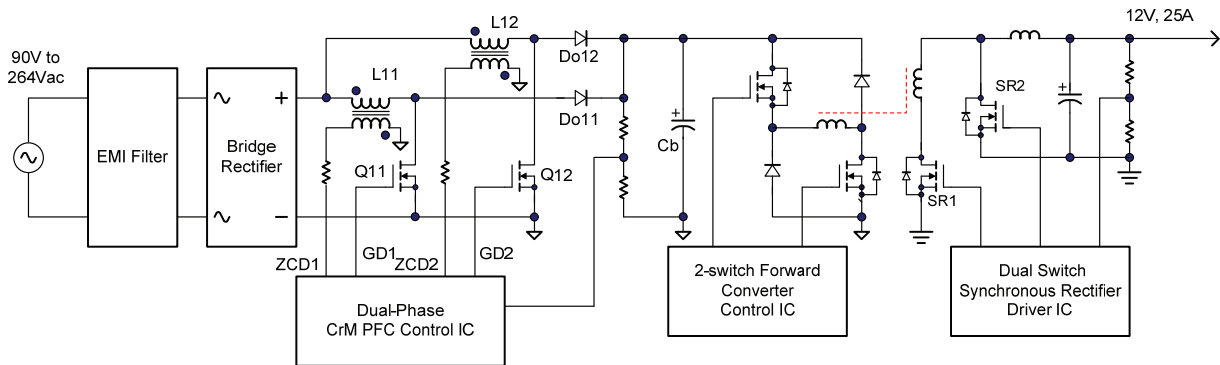 L12
12V, 25A
90V to
264Vac
Do12
L11
Do11
SR2
Cb
+
+
+
−
EMI Filter
Bridge
Rectifier
Q11
Q12
SR1
ZCD1
GD1
ZCD2
GD2
Dual-Phase
CrM PFC Control IC
2-switch Forward
Converter
Control IC
Dual Switch
Synchronous Rectifier
Driver IC